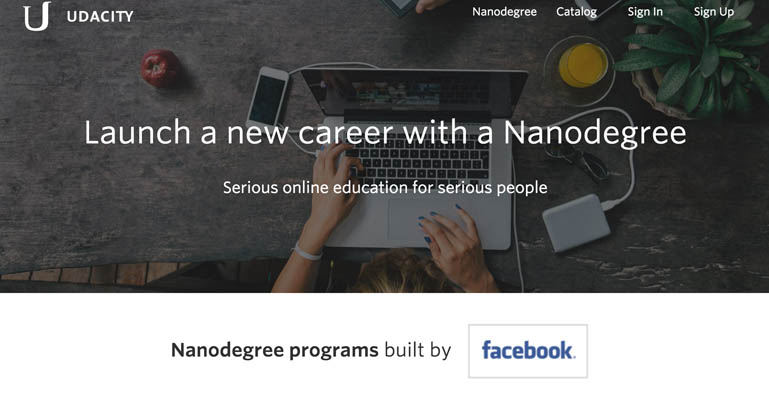 UDACITY
Nanodegree Catalog Sign In Sign Up
Launch a new career with a Nanodegree
Serious online education for serious people
Nanodegree programs built by facebook.